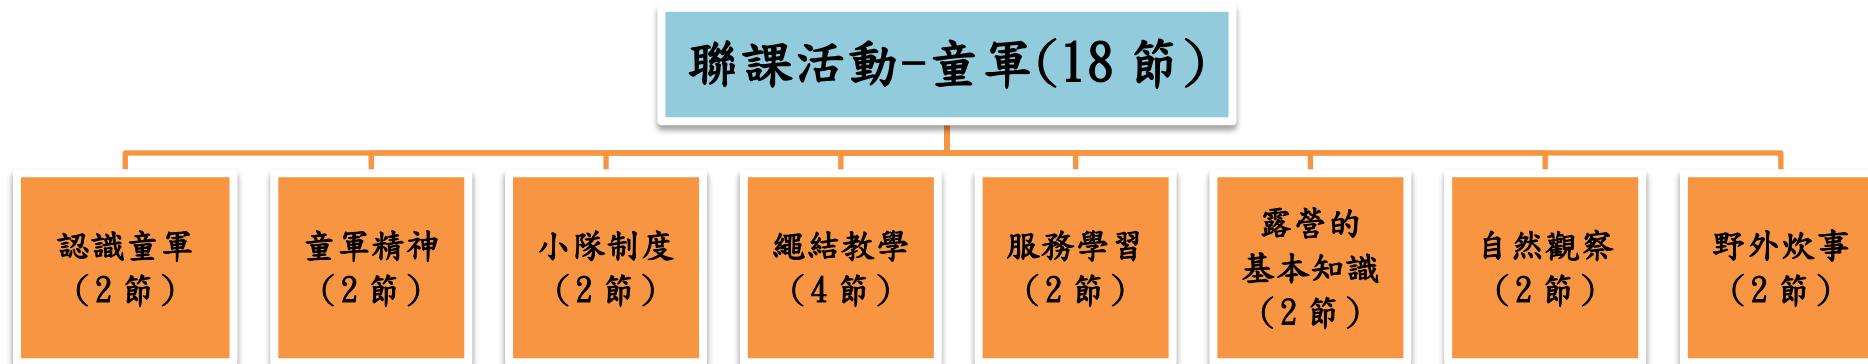 聯課活動-童軍(18 節)
認識童軍
(2 節)
童軍精神
(2 節)
小隊制度
(2 節)
繩結教學
(4 節)
服務學習
(2 節)
露營的
基本知識
(2 節)
自然觀察
(2 節)
野外炊事
(2 節)